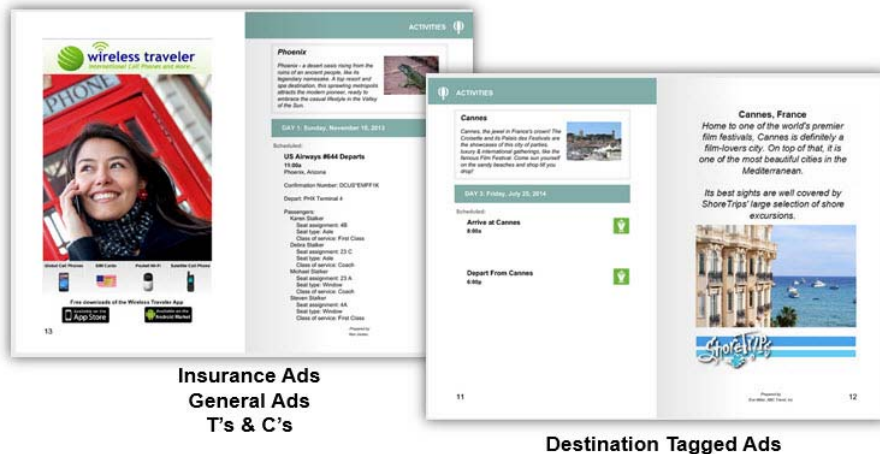 wireless traveler
International Cell Phones and more...
PHONE
Global Cell Phones SIM Cards Pocket Wi-Fi Satellite Cell Phone
Free downloads of the Wireless Traveler App
Available on the
App Store
Available on the
Android Market
13
ACTIVITIES
Phoenix
Phoenix - a desert oasis rising from the
ruins of an ancient people, like its
legendary namesake. A top resort and
spa destination, this sprawling metropolis
attracts the modern pioneer, ready to
embrace the casual lifestyle in the Valley
of the Sun.
DAY 1: Sunday, November 10, 2013
Scheduled:
US Airways #644 Departs
11:00a
Phoenix, Arizona
Confirmation Number: DCUS*EMFF1K
Depart: PHX Terminal 4
Passengers:
Karen Stalker
Seat assignment: 4B
Seat type: Aisle
Class of service: First Class
Debra Stalker
Seat assignment: 23 C
Seat type: Aisle
Class of service: Coach
Michael Stalker
Seat assignment: 23 A
Seat type: Window
Class of service: Coach
Steven Stalker
Seat assignment: 4A
Seat type: Window
Class of service: First Class
Prepared by
Insurance Ads
General Ads
T's & C's
ACTIVITIES
Cannes
Cannes, the jewel in France's crown! The
Croisette and its Palais des Festivals are
the showcases of this city of parties,
luxury & international gatherings, like the
famous Film Festival. Come sun yourself
on the sandy beaches and shop till you
drop!
DAY 3: Friday, July 25, 2014
Scheduled:
Arrive at Cannes
8:00a
Depart From Cannes
6:00p
11
Cannes, France
Home to one of the world's premier
film festivals, Cannes is definitely a
film-lovers city. On top of that, it is
one of the most beautiful cities in the
Mediterranean.
Its best sights are well covered by
ShoreTrips' large selection of shore
excursions.
ShoreTrips
Prepared by
12
Destination Tagged Ads